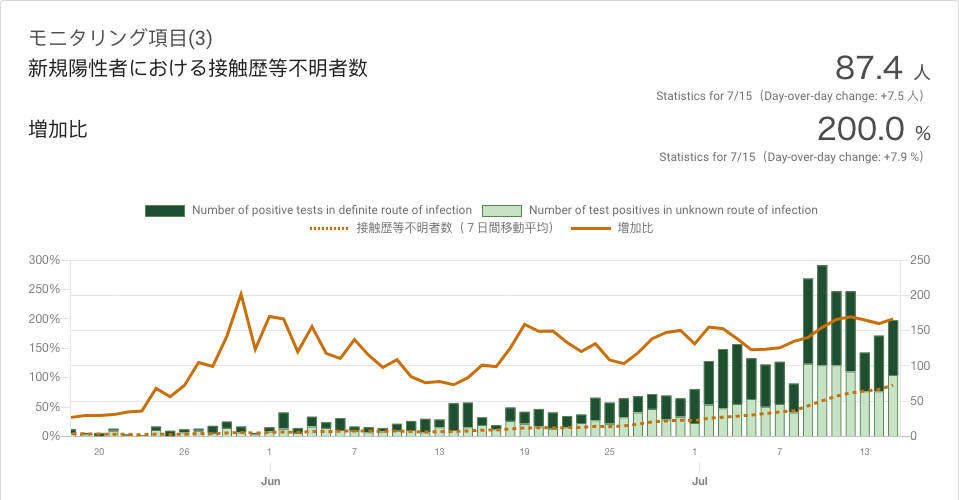 モニタリング項目(3)
新規陽性者における接触歴等不明者数
87.4 人
Statistics for 7/15（Day-over-day change: +7.5 人）
増加比
200.0 %
Statistics for 7/15（Day-over-day change: +7.9 %）
Number of positive tests in definite route of infection Number of test positives in unknown route of infection
接触歴等不明者数（７日間移動平均） 増加比
300% 250
250% 200
200% 150
150% 100
100% 50
50% 0
0%
20 26 1 7 13 19 25 1 7 13
Jun Jul